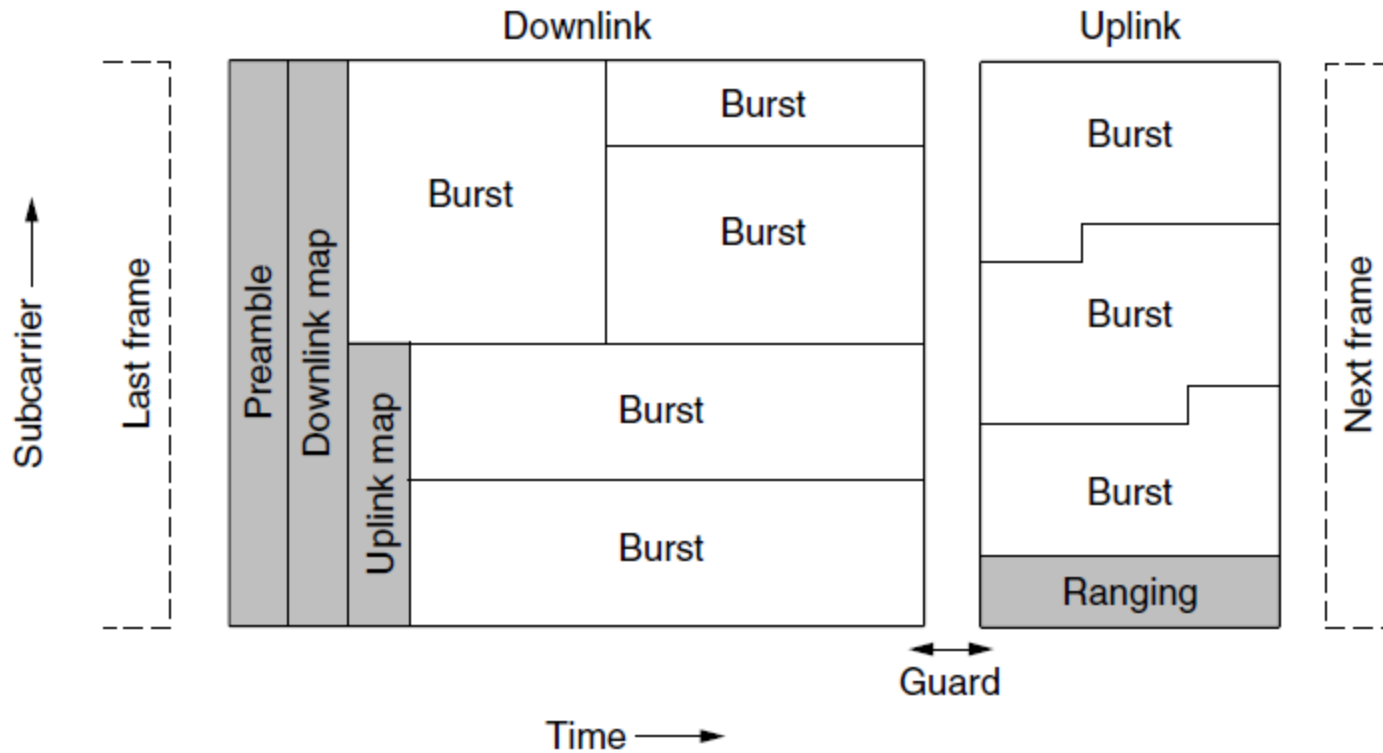 Downlink
Uplink
Subcarrier
Last frame
Preamble
Downlink map
Uplink map
Burst
Burst
Burst
Burst
Burst
Burst
Burst
Burst
Ranging
Next frame
Guard
Time